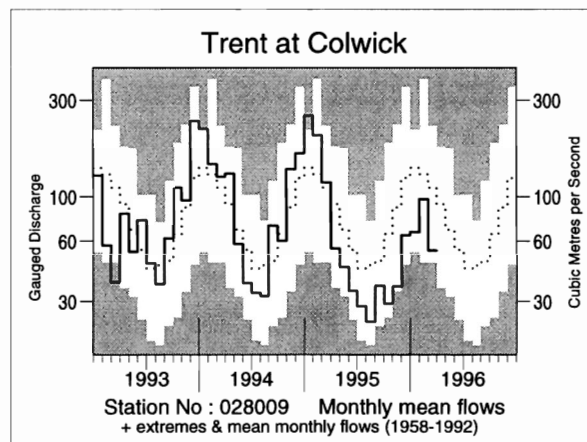 Trent at Colwick
Gauged Discharge
300
100
60
30
300
100
60
30
Cubic Metres per Second
1993 1994 1995 1996
Station No : 028009 Monthly mean flows
+ extremes & mean monthly flows (1958-1992)